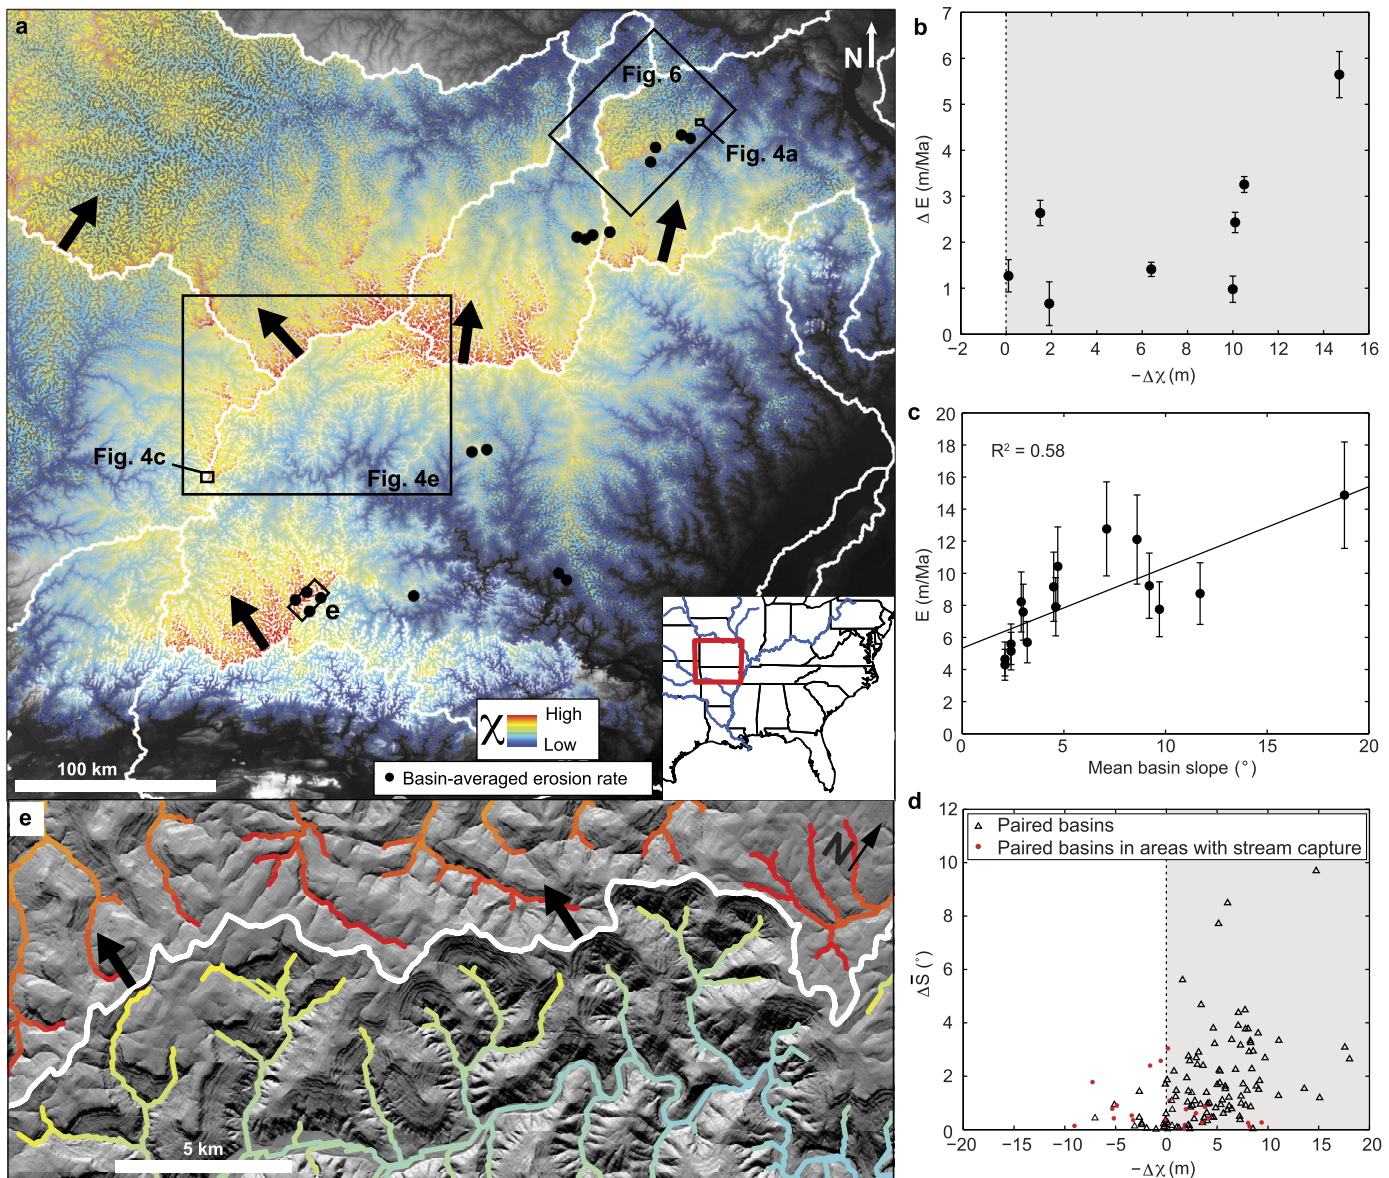 a
N
Fig. 6
Fig. 4a
Fig. 4c
Fig. 4e
e
100 km
χ
High
Low
Basin-averaged erosion rate
b
Δ E (m/Ma)
7
6
5
4
3
2
1
0
−2 0 2 4 6 8 10 12 14 16
−Δχ (m)
c
E (m/Ma)
20
18
16
14
12
10
8
6
4
2
0
R² = 0.58
0 5 10 15 20
Mean basin slope (°)
e
N
5 km
d
ΔS̄ (°)
12
10
8
6
4
2
0
Paired basins
Paired basins in areas with stream capture
−20 −15 −10 −5 0 5 10 15 20
−Δχ (m)